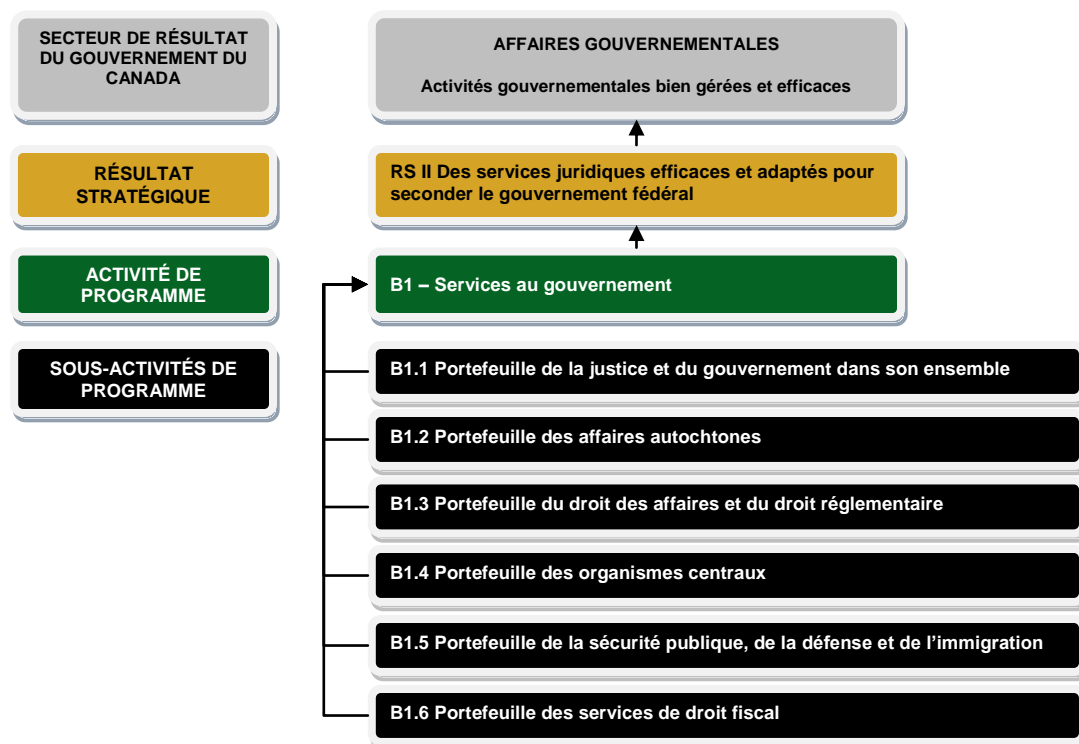 SECTEUR DE RÉSULTAT
DU GOUVERNEMENT DU
CANADA
AFFAIRES GOUVERNEMENTALES
Activités gouvernementales bien gérées et efficaces
RÉSULTAT
STRATÉGIQUE
RS II Des services juridiques efficaces et adaptés pour
seconder le gouvernement fédéral
ACTIVITÉ DE
PROGRAMME
B1 – Services au gouvernement
SOUS-ACTIVITÉS DE
PROGRAMME
B1.1 Portefeuille de la justice et du gouvernement dans son ensemble
B1.2 Portefeuille des affaires autochtones
B1.3 Portefeuille du droit des affaires et du droit réglementaire
B1.4 Portefeuille des organismes centraux
B1.5 Portefeuille de la sécurité publique, de la défense et de l’immigration
B1.6 Portefeuille des services de droit fiscal